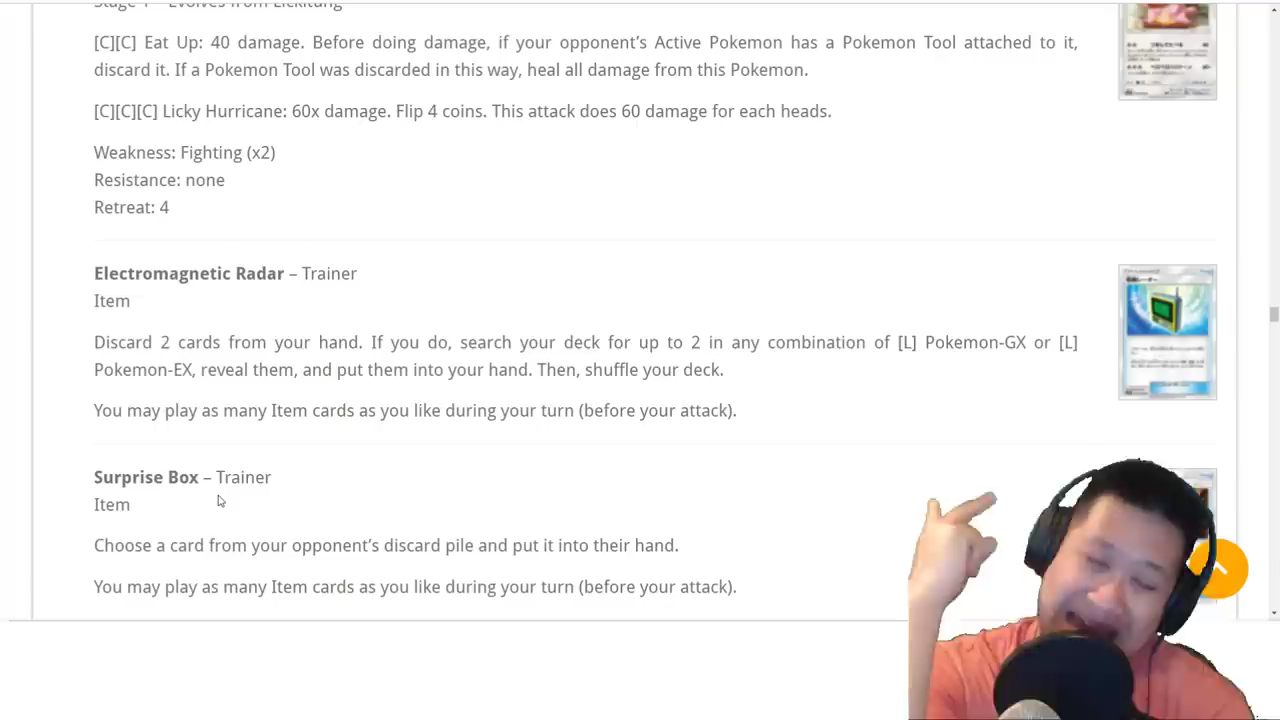 Stage 1 – Evolves from Lickitung
[C][C] Eat Up: 40 damage. Before doing damage, if your opponent’s Active Pokemon has a Pokemon Tool attached to it,
discard it. If a Pokemon Tool was discarded in this way, heal all damage from this Pokemon.
[C][C][C] Licky Hurricane: 60x damage. Flip 4 coins. This attack does 60 damage for each heads.
Weakness: Fighting (x2)
Resistance: none
Retreat: 4
Electromagnetic Radar – Trainer
Item
Discard 2 cards from your hand. If you do, search your deck for up to 2 in any combination of [L] Pokemon-GX or [L]
Pokemon-EX, reveal them, and put them into your hand. Then, shuffle your deck.
You may play as many Item cards as you like during your turn (before your attack).
Surprise Box – Trainer
Item
Choose a card from your opponent’s discard pile and put it into their hand.
You may play as many Item cards as you like during your turn (before your attack).